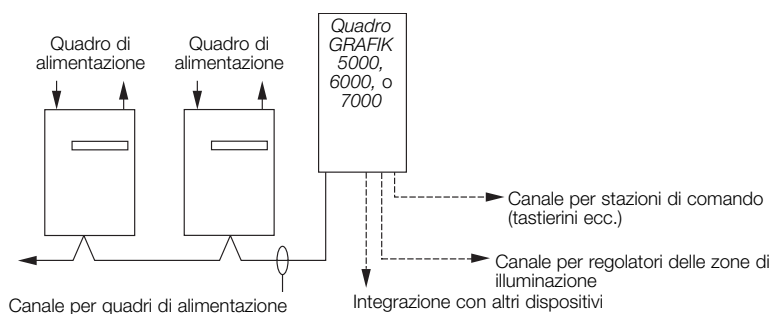 Quadro di
alimentazione
Quadro di
alimentazione
Quadro
GRAFIK
5000,
6000, o
7000
Canale per stazioni di comando
(tastierini ecc.)
Canale per regolatori delle zone di
illuminazione
Integrazione con altri dispositivi
Canale per quadri di alimentazione